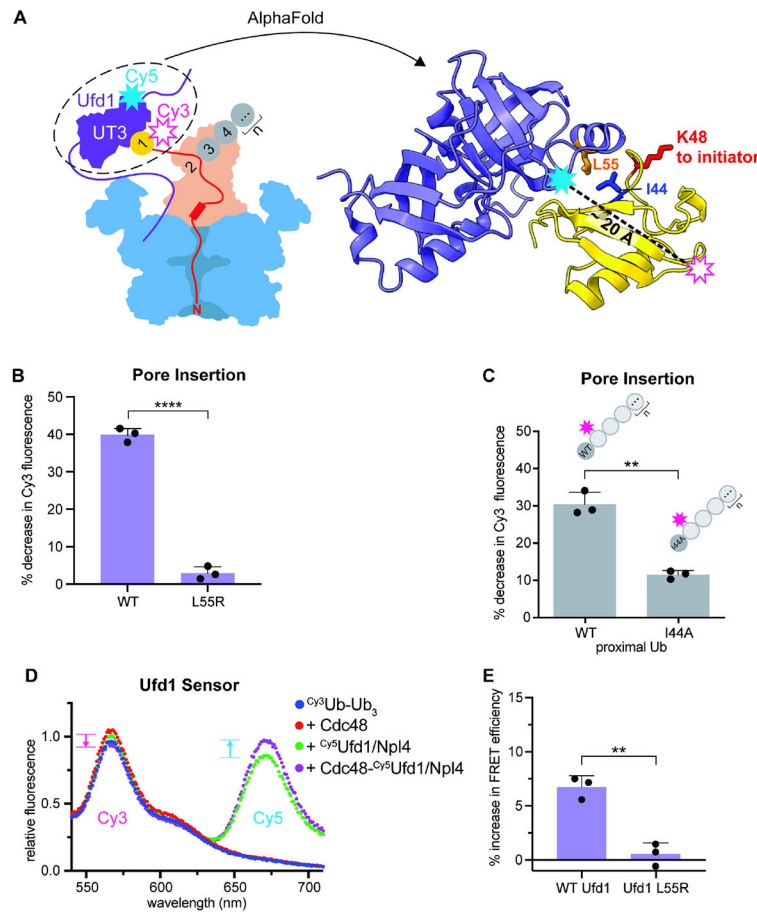 A
AlphaFold
Cy5
Ufd1
Cy3
UT3
1
2
3
4
...
n
N
L55
K48
to initiator
I44
~ 20 Å
B
Pore Insertion
% decrease in Cy3 fluorescence
50
40
30
20
10
0
****
WT
L55R
C
Pore Insertion
% decrease in Cy3 fluorescence
50
40
30
20
10
0
**
WT
...
n
I44A
...
n
WT
I44A
proximal Ub
D
Ufd1 Sensor
relative fluorescence
1.0
0.5
0.0
Cy3
Cy5
550
600
650
700
wavelength (nm)
Cy3Ub-Ub3
+ Cdc48
+ Cy5Ufd1/Npl4
+ Cdc48-Cy5Ufd1/Npl4
E
% increase in FRET efficiency
15
10
5
0
**
WT Ufd1
Ufd1 L55R